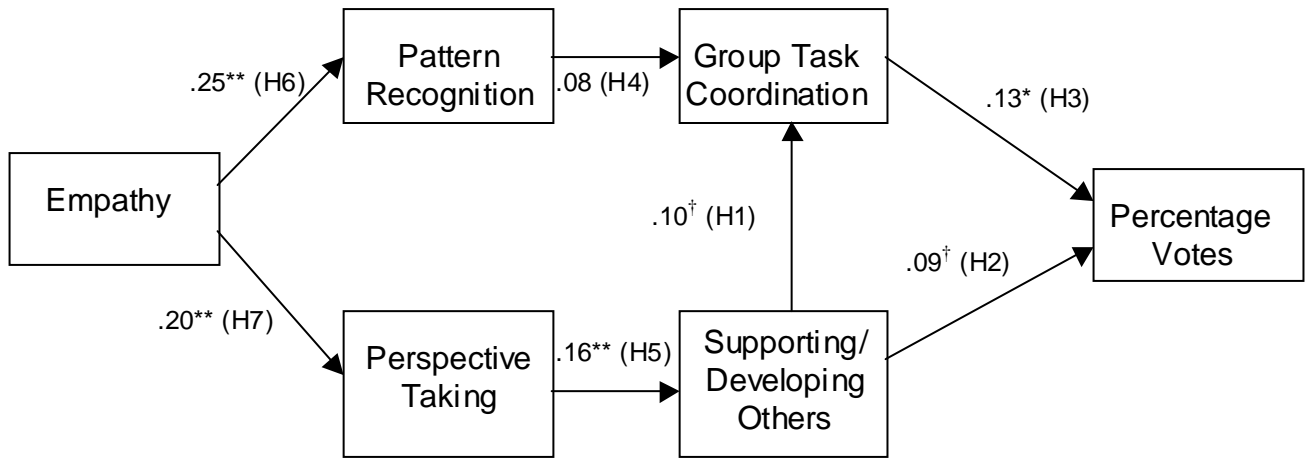 Pattern
Recognition
Group Task
Coordination
.25** (H6)
.08 (H4)
.13* (H3)
Empathy
Percentage
Votes
.10† (H1)
.09† (H2)
.20** (H7)
Perspective
Taking
.16** (H5)
Supporting/
Developing
Others